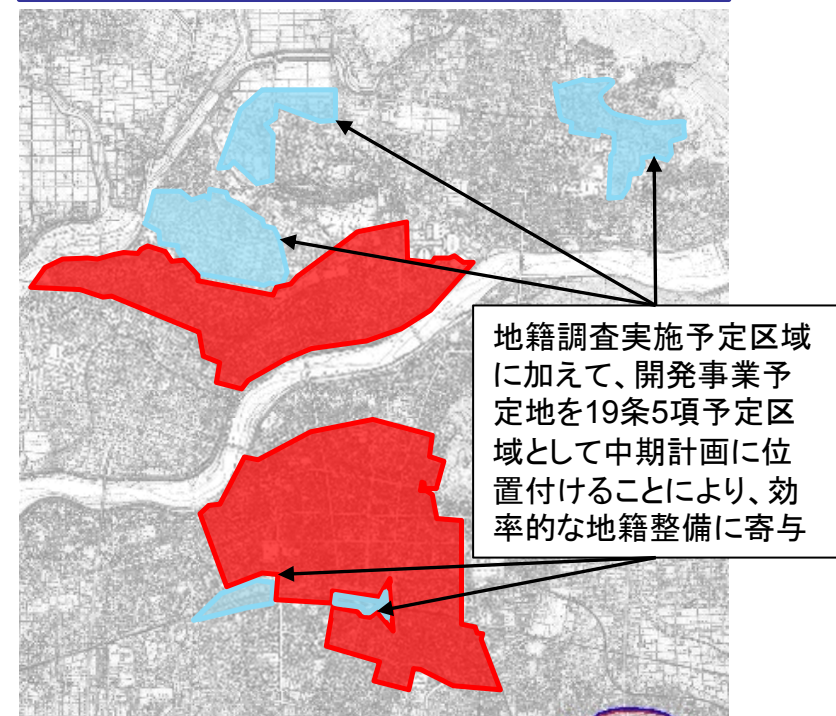 地籍調査実施予定区域
に加えて、開発事業予
定地を19条5項予定区
域として中期計画に位
置付けることにより、効
率的な地籍整備に寄与